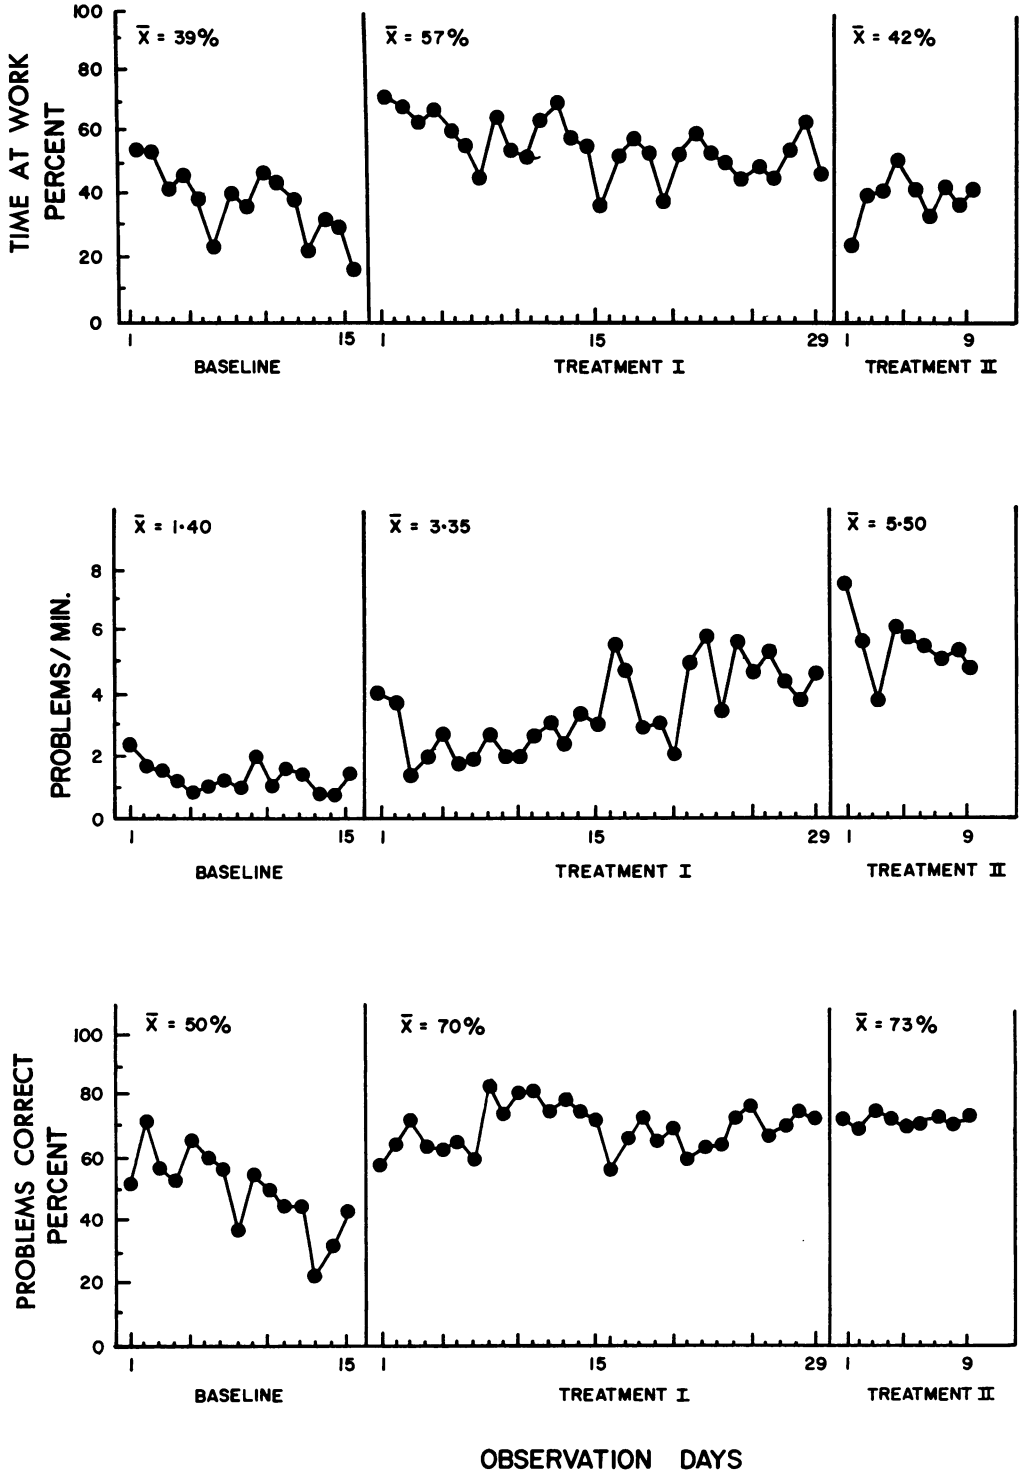 TIME AT WORK
PERCENT
100
80
60
40
20
0
X̄ = 39%
X̄ = 57%
X̄ = 42%
1 15 1 15 29 1 9
BASELINE TREATMENT I TREATMENT II
PROBLEMS/MIN.
8
6
4
2
0
X̄ = 1·40
X̄ = 3·35
X̄ = 5·50
1 15 1 15 29 1 9
BASELINE TREATMENT I TREATMENT II
PROBLEMS CORRECT
PERCENT
100
80
60
40
20
0
X̄ = 50%
X̄ = 70%
X̄ = 73%
1 15 1 15 29 1 9
BASELINE TREATMENT I TREATMENT II
OBSERVATION DAYS